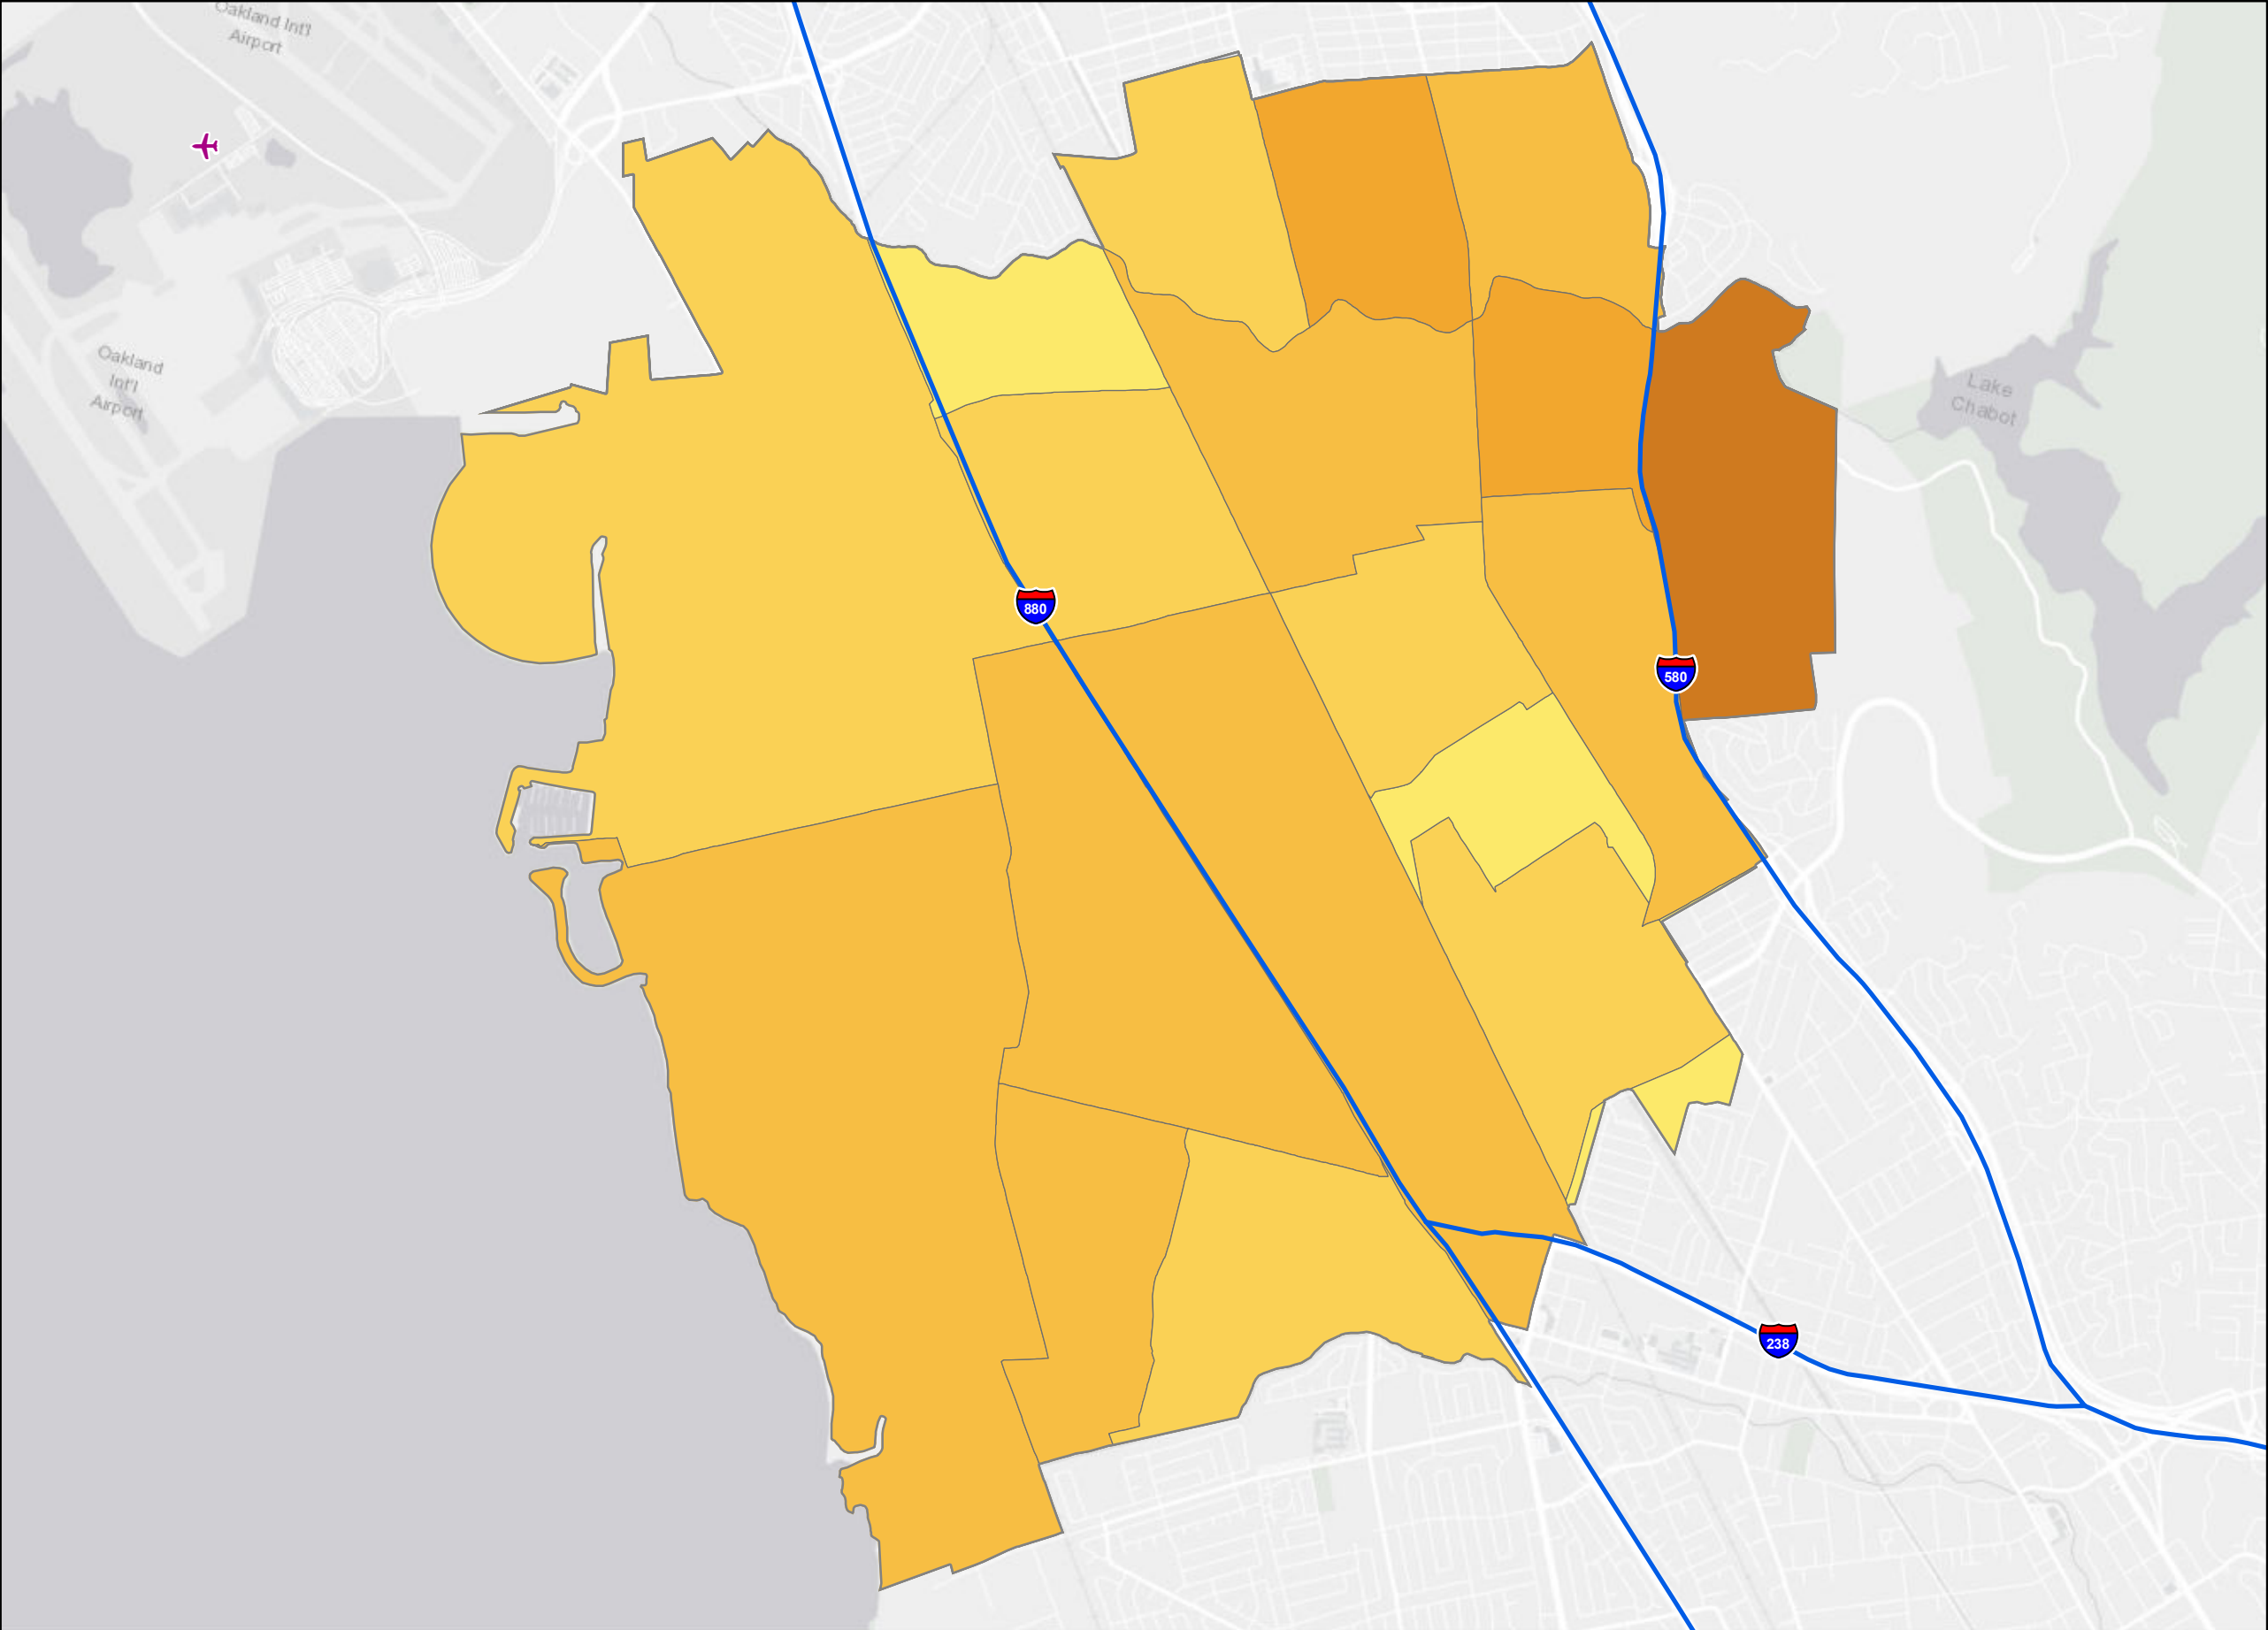 Oakland Int'l
Airport
Oakland
Int'l
Airport
Lake
Chabot
880
580
238